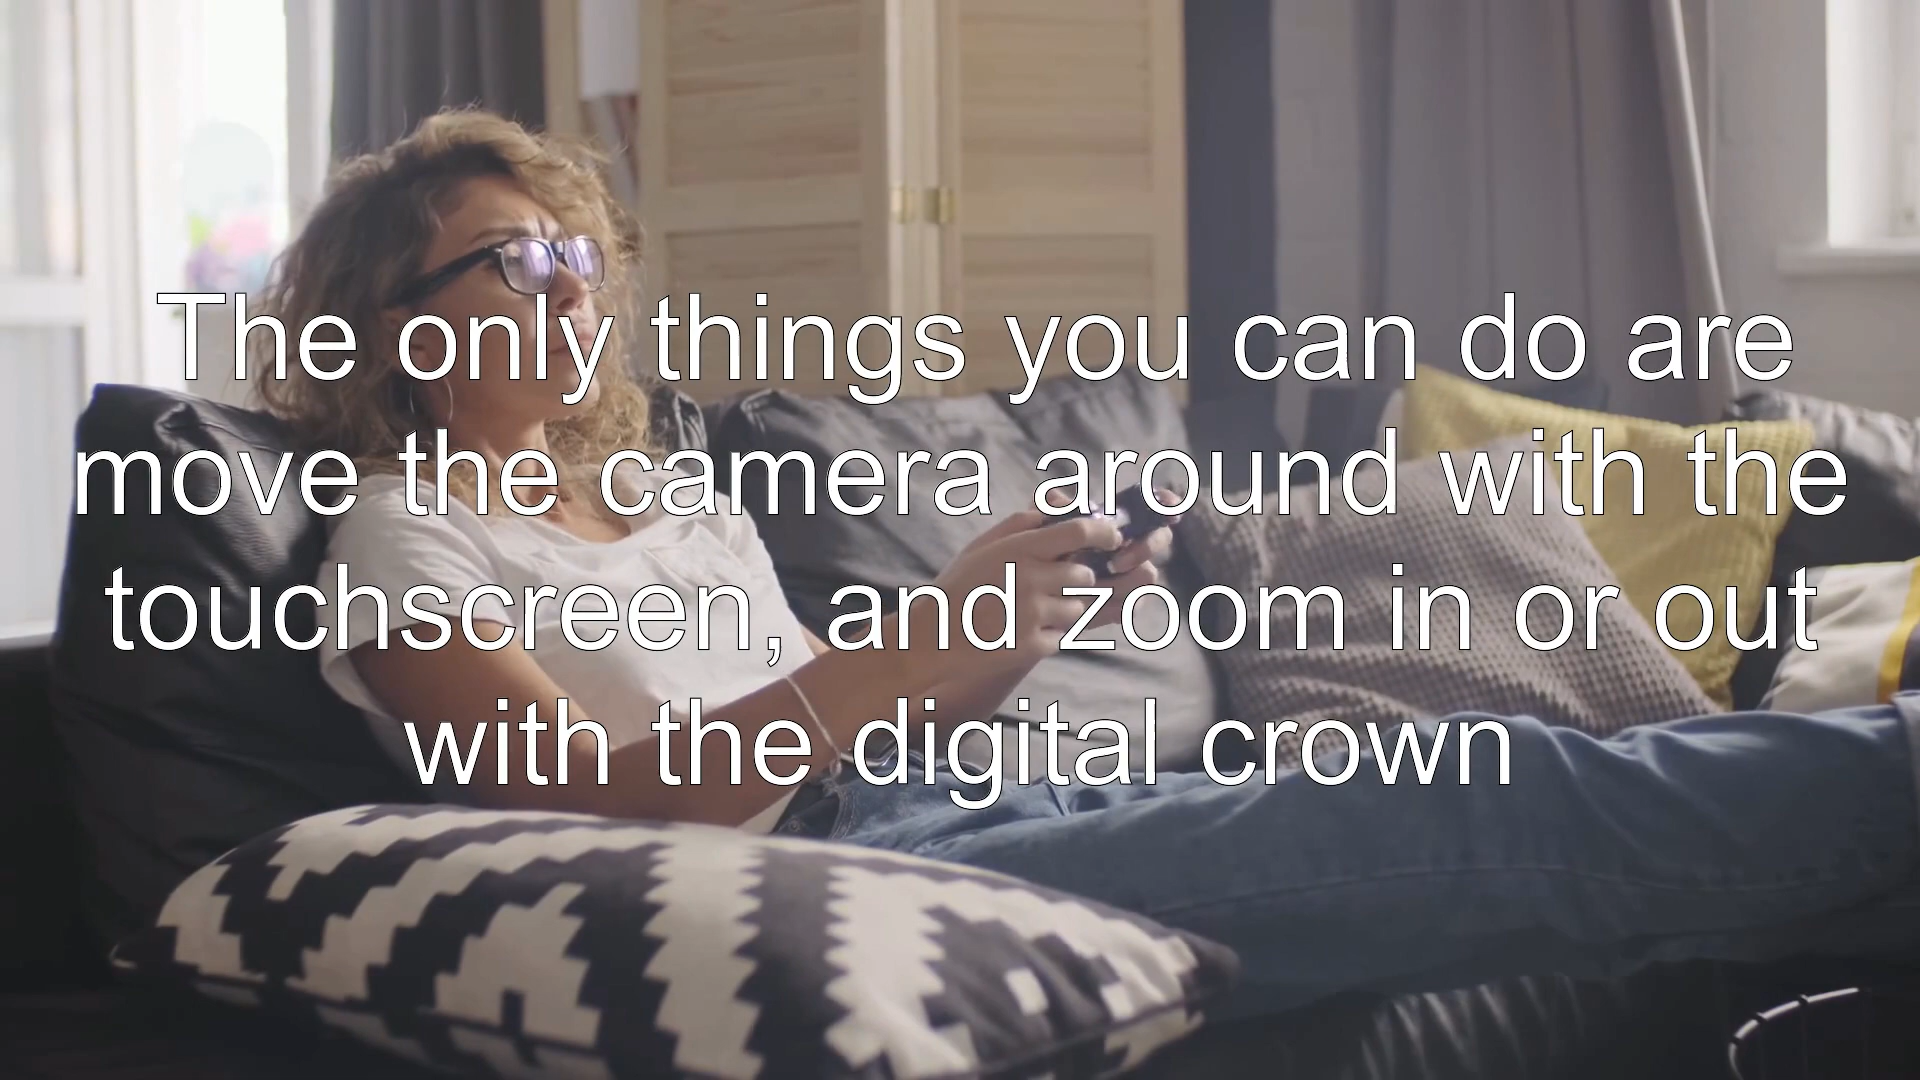 The only things you can do are
move the camera around with the
touchscreen, and zoom in or out
with the digital crown